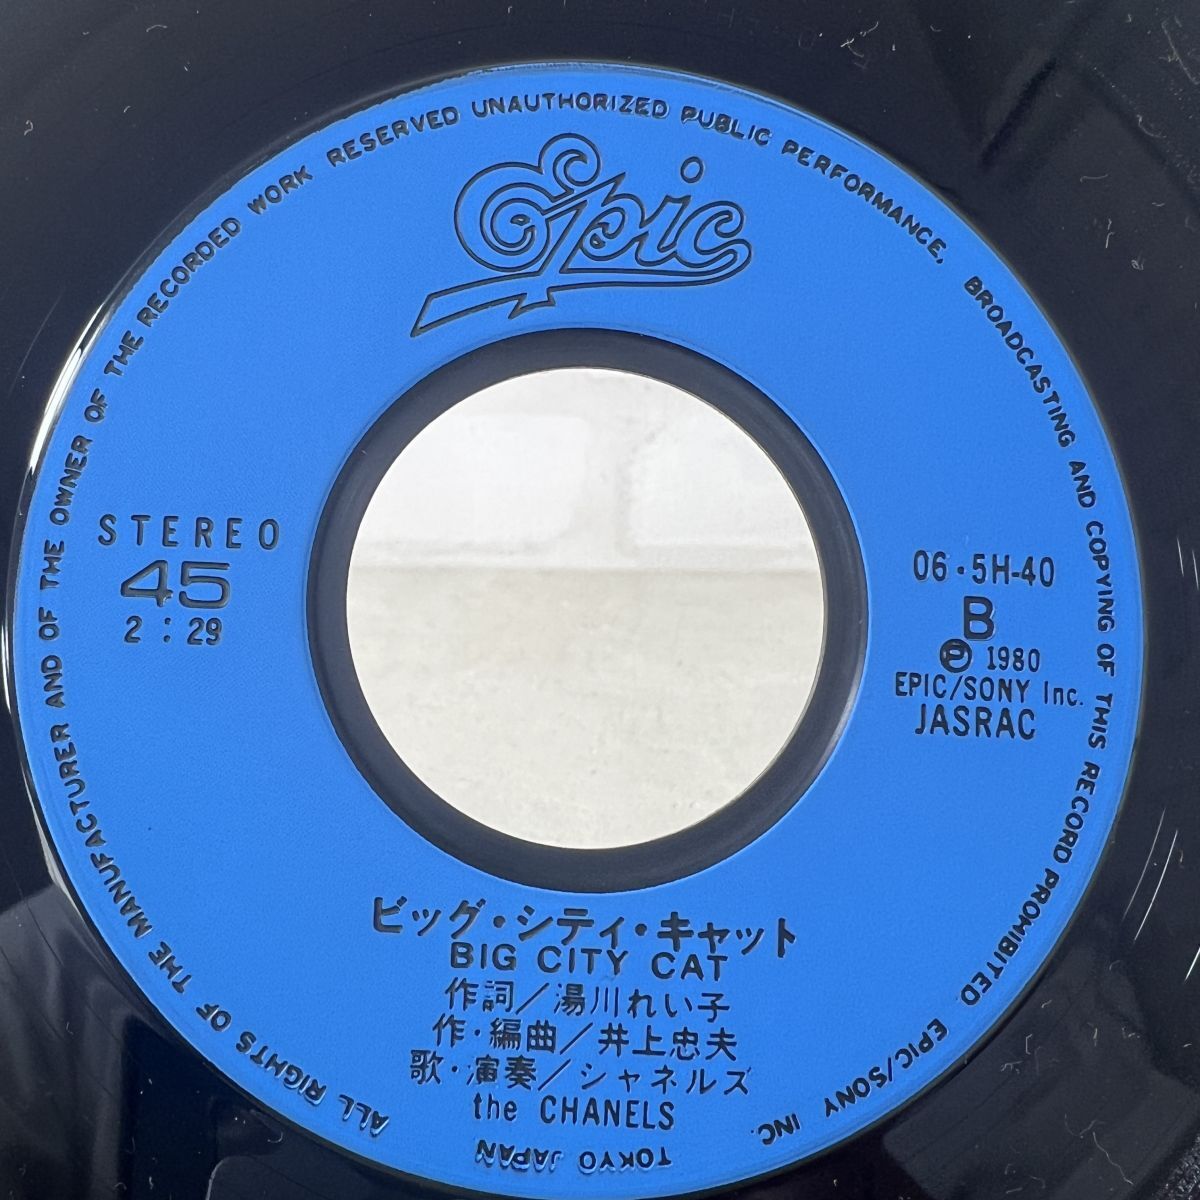 ALL RIGHTS OF THE MANUFACTURER AND OF THE OWNER OF THE RECORDED WORK RESERVED UNAUTHORIZED PUBLIC PERFORMANCE. BROADCASTING AND COPYING OF THIS RECORD PROHIBITED EPIC/SONY INC. TOKYO JAPAN
Epic
STEREO
45
2:29
06・5H-40
B
Ⓟ 1980
EPIC/SONY Inc.
JASRAC
ビッグ・シティ・キャット
BIG CITY CAT
作詞/湯川れい子
作・編曲/井上忠夫
歌・演奏/シャネルズ
the CHANELS